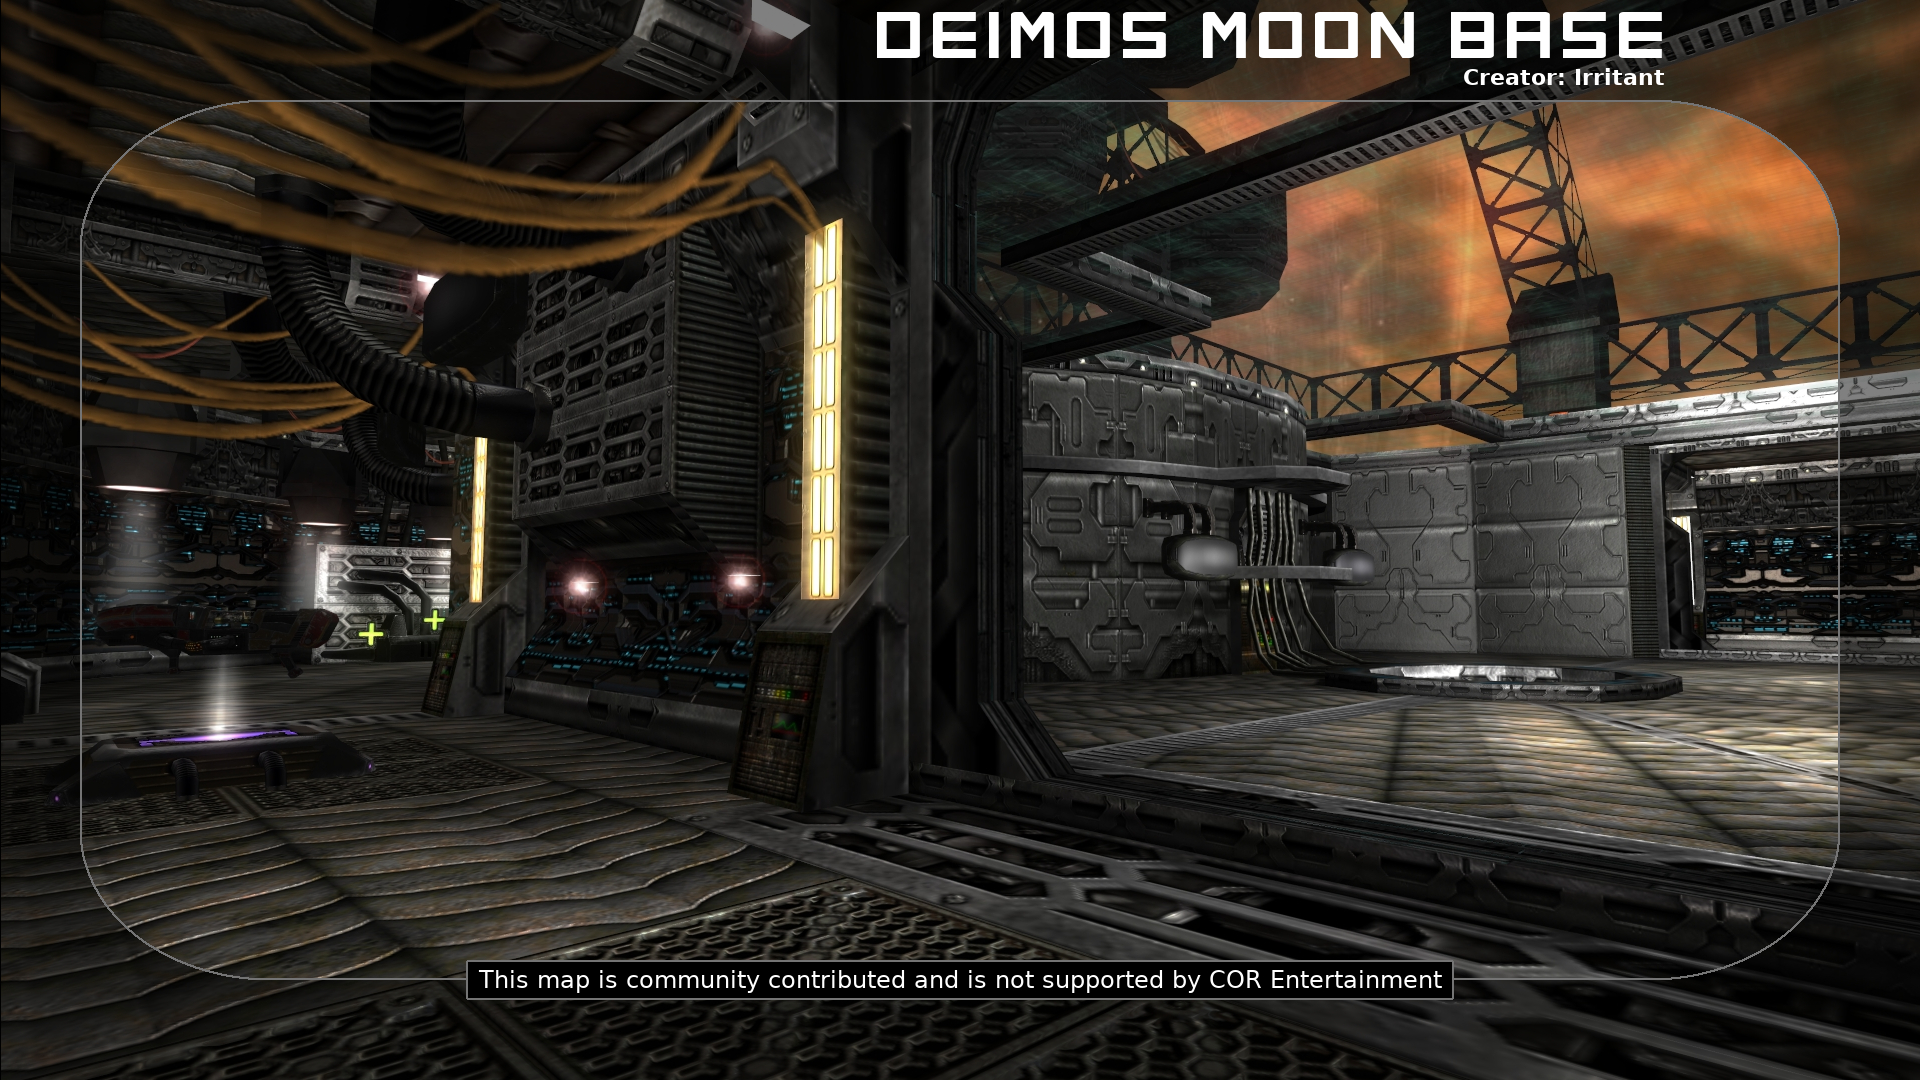 DEIMOS MOON BASE
Creator: Irritant
This map is community contributed and is not supported by COR Entertainment